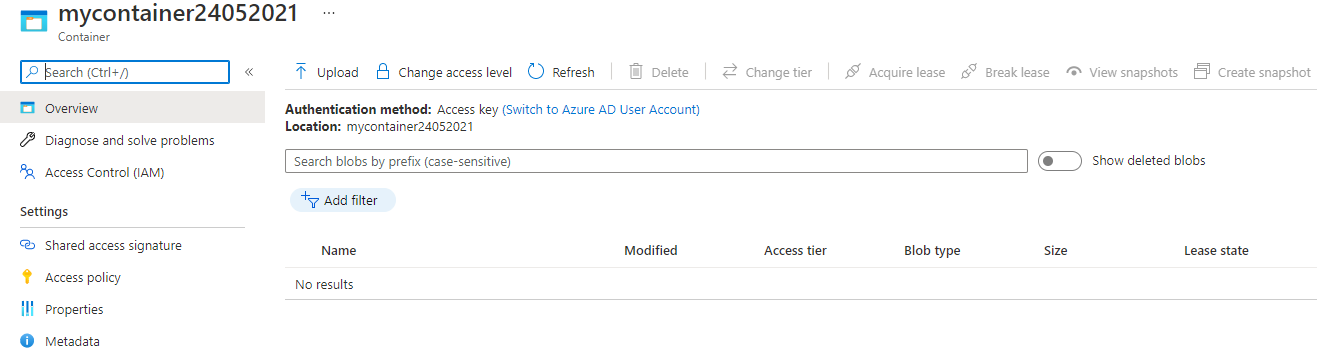 mycontainer24052021 ...
Container
Search (Ctrl+/) «
Upload Change access level Refresh Delete Change tier Acquire lease Break lease View snapshots Create snapshot
Overview
Diagnose and solve problems
Access Control (IAM)
Settings
Shared access signature
Access policy
Properties
Metadata
Authentication method: Access key (Switch to Azure AD User Account)
Location: mycontainer24052021
Search blobs by prefix (case-sensitive) Show deleted blobs
Add filter
Name Modified Access tier Blob type Size Lease state
No results